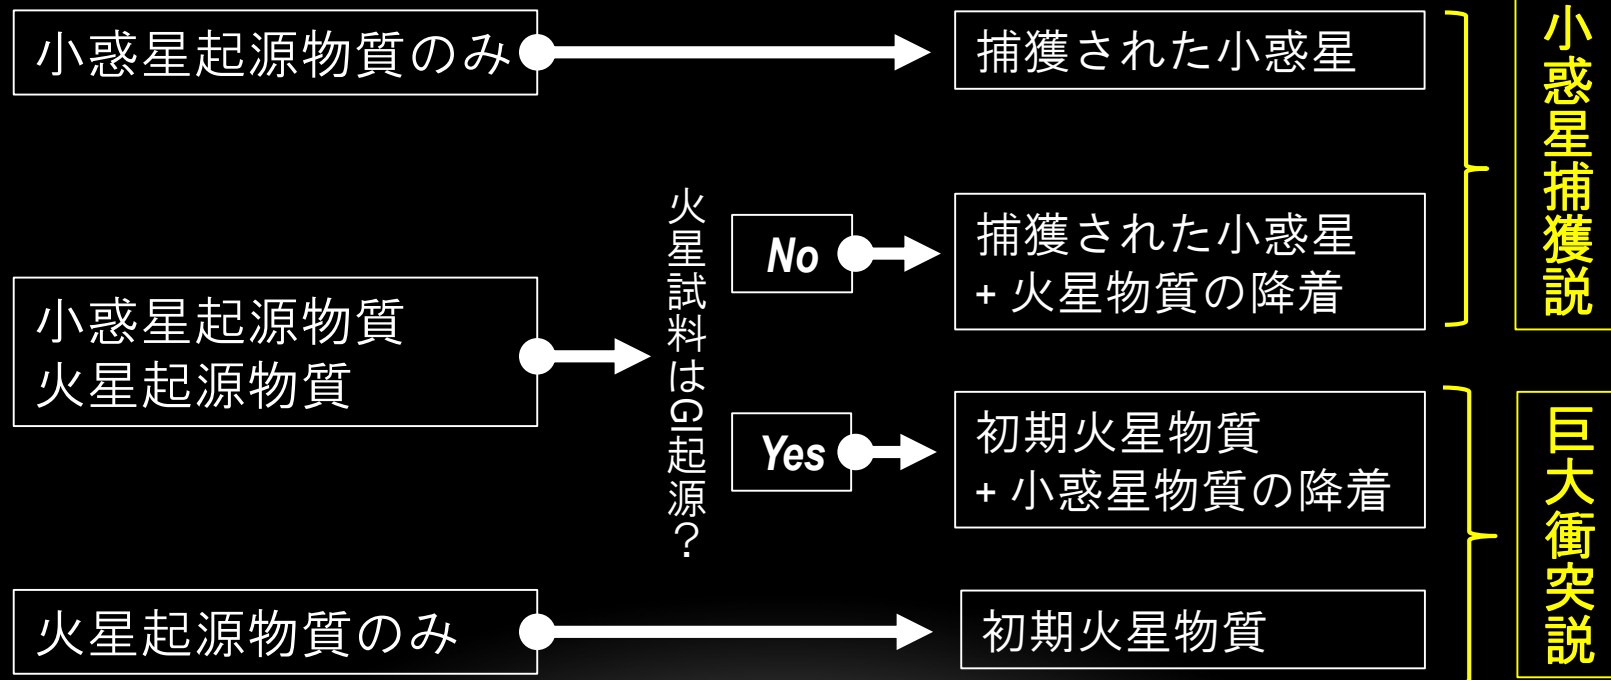 小惑星起源物質のみ
捕獲された小惑星
小惑星捕獲説
小惑星起源物質
火星起源物質
火星試料はGI起源？
No
捕獲された小惑星
+ 火星物質の降着
Yes
初期火星物質
+ 小惑星物質の降着
巨大衝突説
火星起源物質のみ
初期火星物質